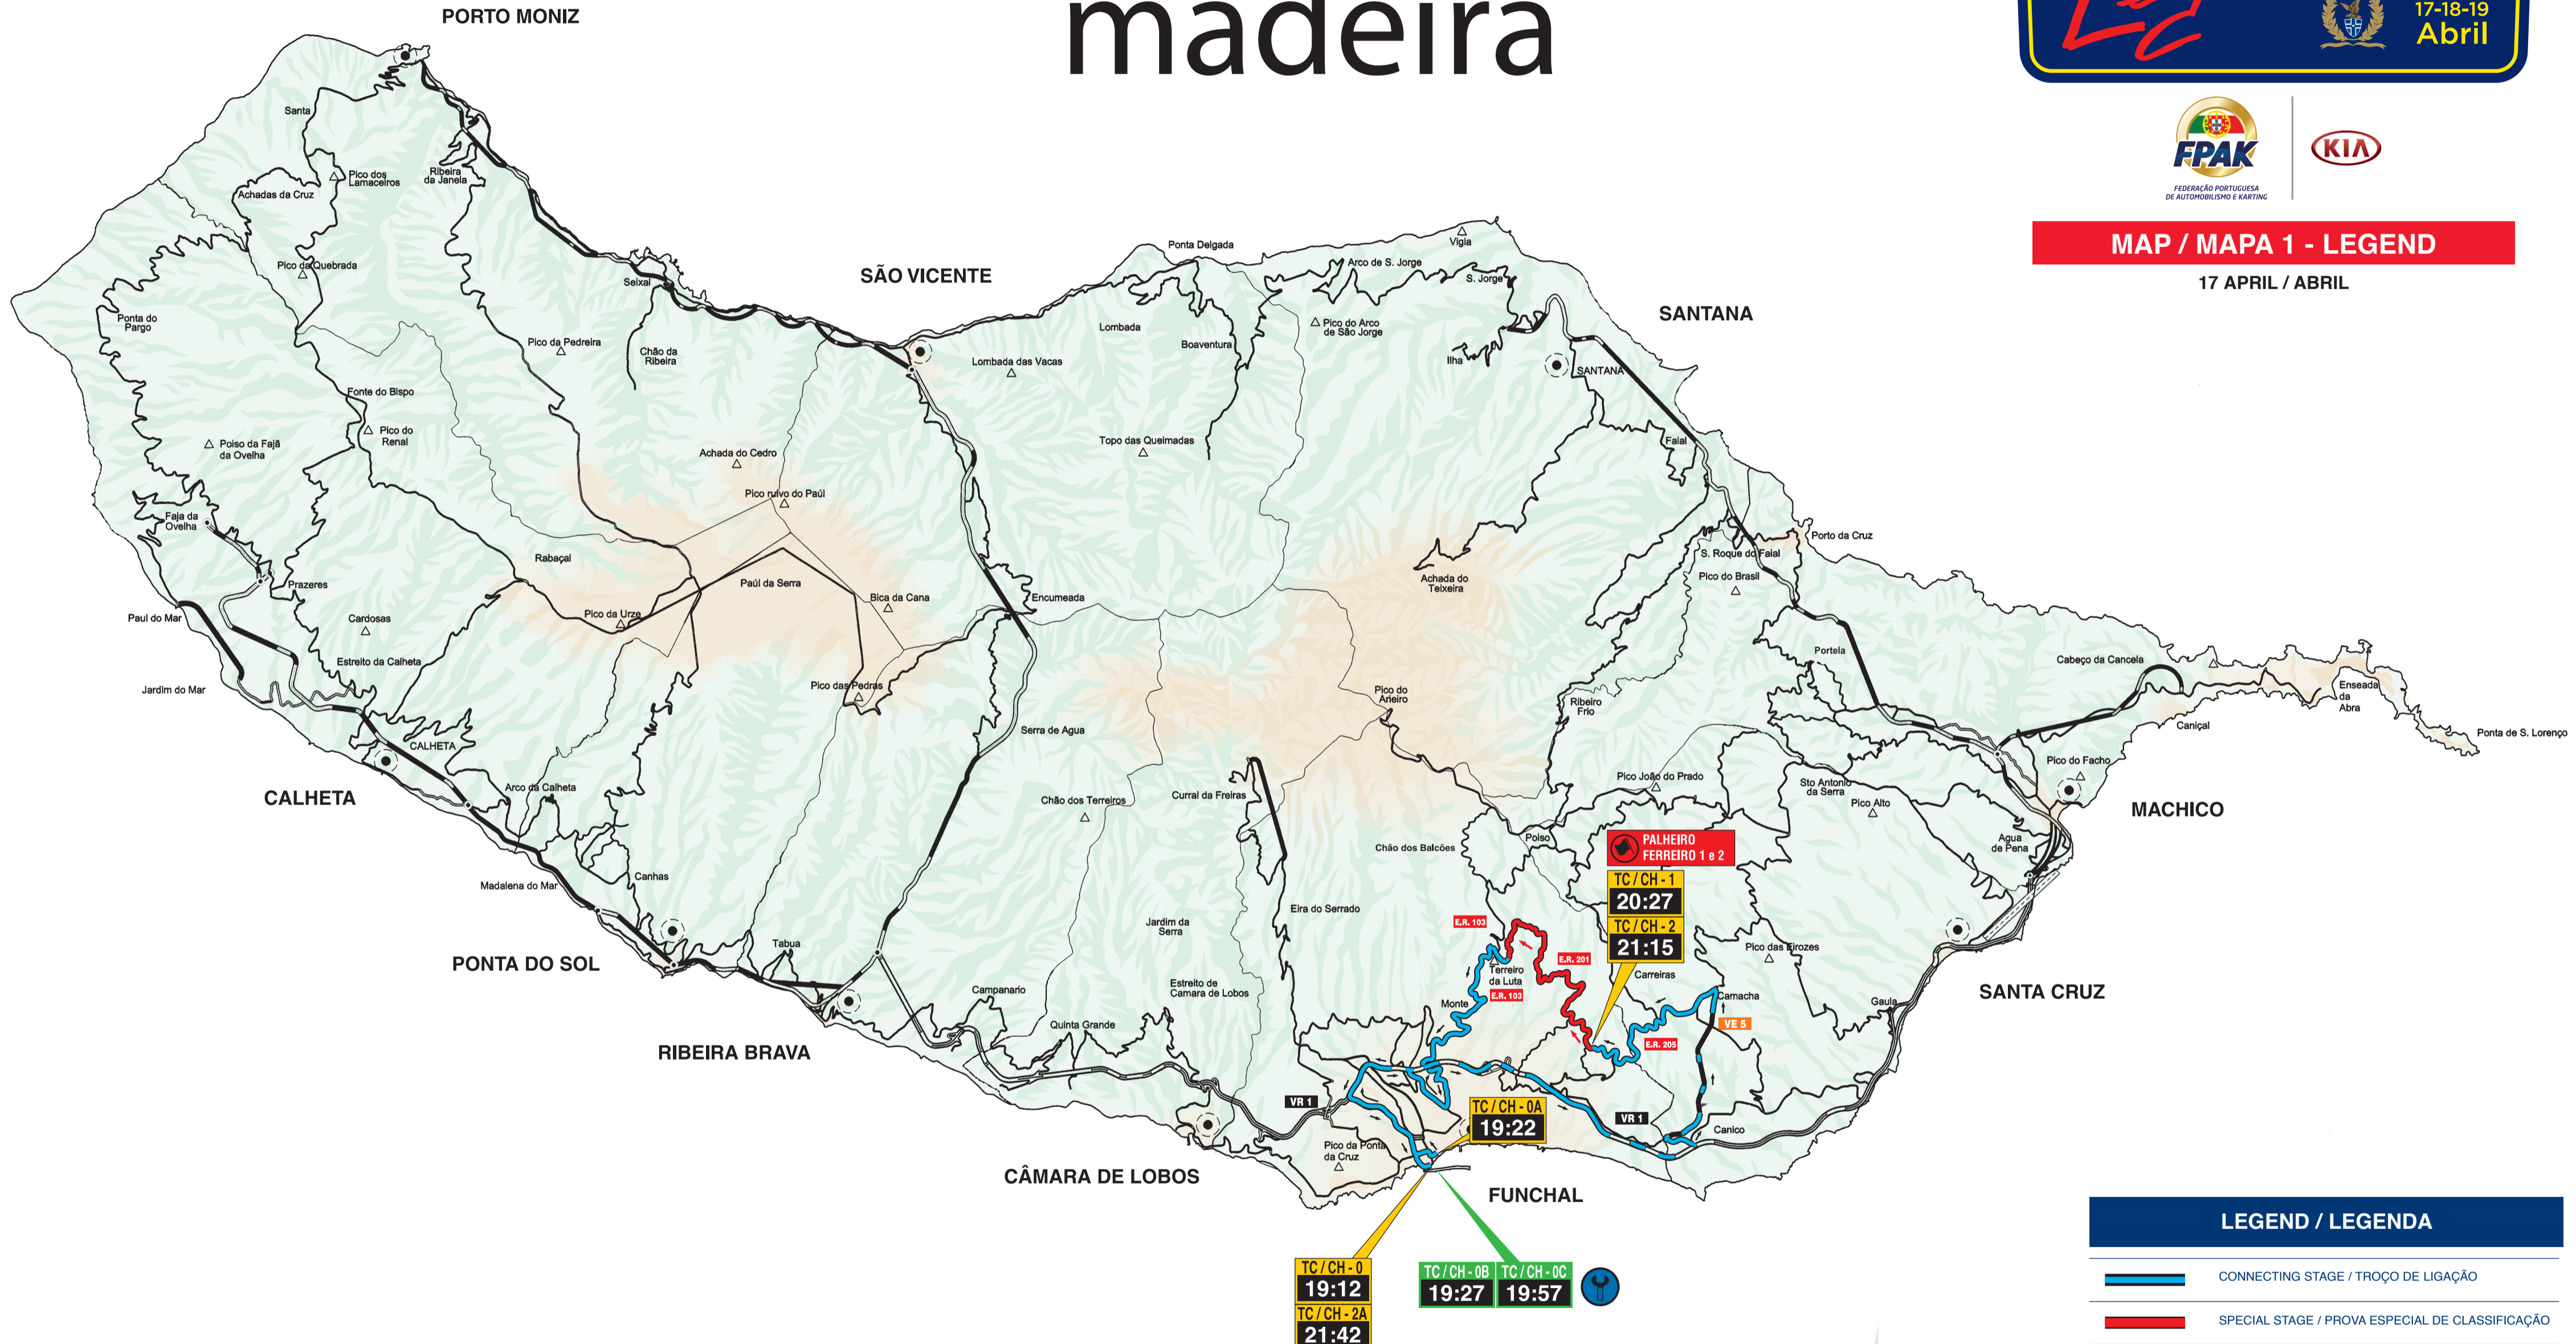 madeira
17-18-19
Abril
FPAK
FEDERAÇÃO PORTUGUESA
DE AUTOMOBILISMO E KARTING
KIA
MAP / MAPA 1 - LEGEND
17 APRIL / ABRIL
PORTO MONIZ
Santa
Pico dos
Lamaceiros
Ribeira
da Janela
Achadas da Cruz
Pico da Quebrada
Ponta do
Pargo
Seixal
SÃO VICENTE
Ponta Delgada
Vigia
Arco de S. Jorge
S. Jorge
SANTANA
Pico da Pedreira
Chão da
Ribeira
Lombada
Boaventura
Pico do Arco
de São Jorge
Ilha
SANTANA
Lombada das Vacas
Fonte do Bispo
Pico do
Renal
Poiso da Fajã
da Ovelha
Achada do Cedro
Topo das Queimadas
Faial
Pico ruivo do Paúl
Faja da
Ovelha
Porto da Cruz
S. Roque do Faial
Rabaçal
Prazeres
Paúl da Serra
Bica da Cana
Encumeada
Achada do
Teixeira
Pico do Brasil
Paul do Mar
Cardosas
Pico da Urze
Estreito da Calheta
Portela
Cabeço da Cancela
Jardim do Mar
Pico das Pedras
Pico do
Arieiro
Ribeiro
Frio
Enseada
da
Abra
Caniçal
Ponta de S. Lorenço
Serra de Agua
CALHETA
CALHETA
Arco da Calheta
Chão dos Terreiros
Curral da Freiras
Pico João do Prado
Sto Antonio
da Serra
Pico Alto
Pico do Facho
MACHICO
Poiso
Chão dos Balcões
PALHEIRO
FERREIRO 1 e 2
Agua
de Pena
Madalena do Mar
Canhas
TC / CH - 1
20:27
TC / CH - 2
21:15
Eira do Serrado
Jardim da
Serra
E.R. 103
E.R. 201
Tabua
PONTA DO SOL
Pico das Eirozes
Terreiro
da Luta
E.R. 103
Carreiras
Camacha
Campanario
Estreito de
Camara de Lobos
Monte
Gaula
SANTA CRUZ
VE 5
Quinta Grande
E.R. 205
RIBEIRA BRAVA
VR 1
TC / CH - 0A
19:22
VR 1
Canico
Pico da Ponta
da Cruz
CÂMARA DE LOBOS
FUNCHAL
TC / CH - 0
19:12
TC / CH - 2A
21:42
TC / CH - 0B
19:27
TC / CH - 0C
19:57
LEGEND / LEGENDA
CONNECTING STAGE / TROÇO DE LIGAÇÃO
SPECIAL STAGE / PROVA ESPECIAL DE CLASSIFICAÇÃO